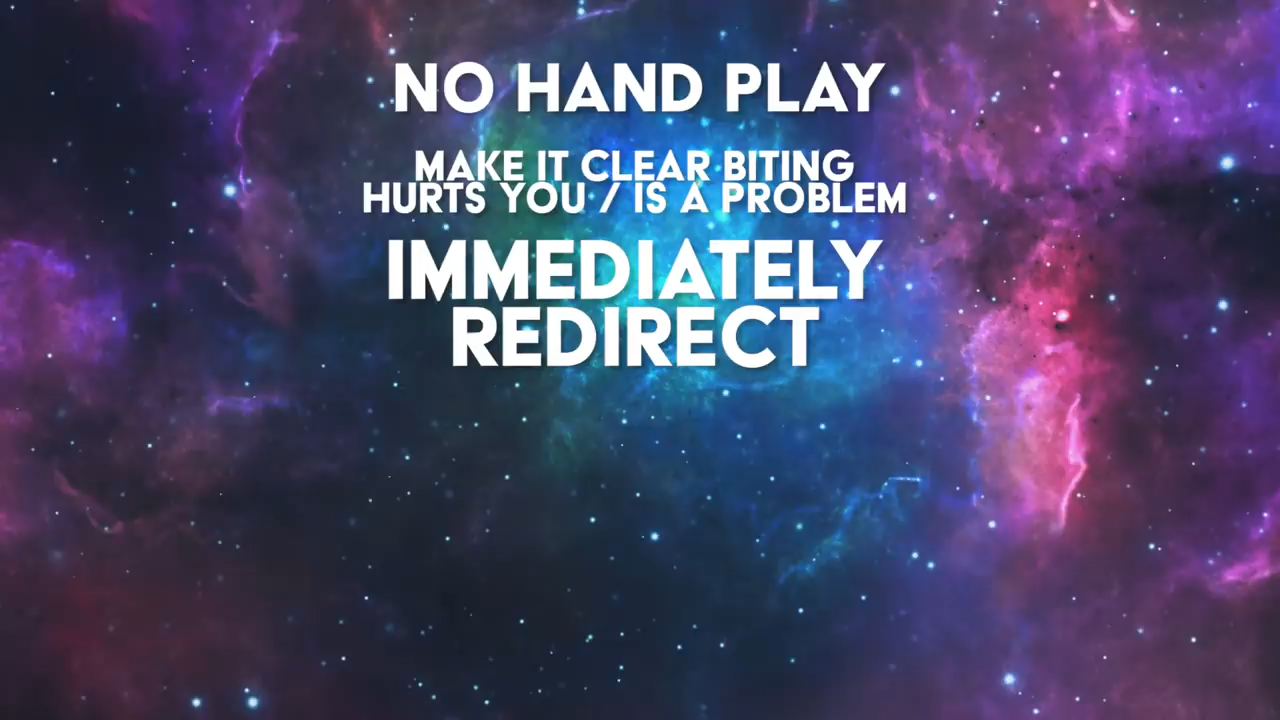 NO HAND PLAY
MAKE IT CLEAR BITING
HURTS YOU / IS A PROBLEM
IMMEDIATELY
REDIRECT